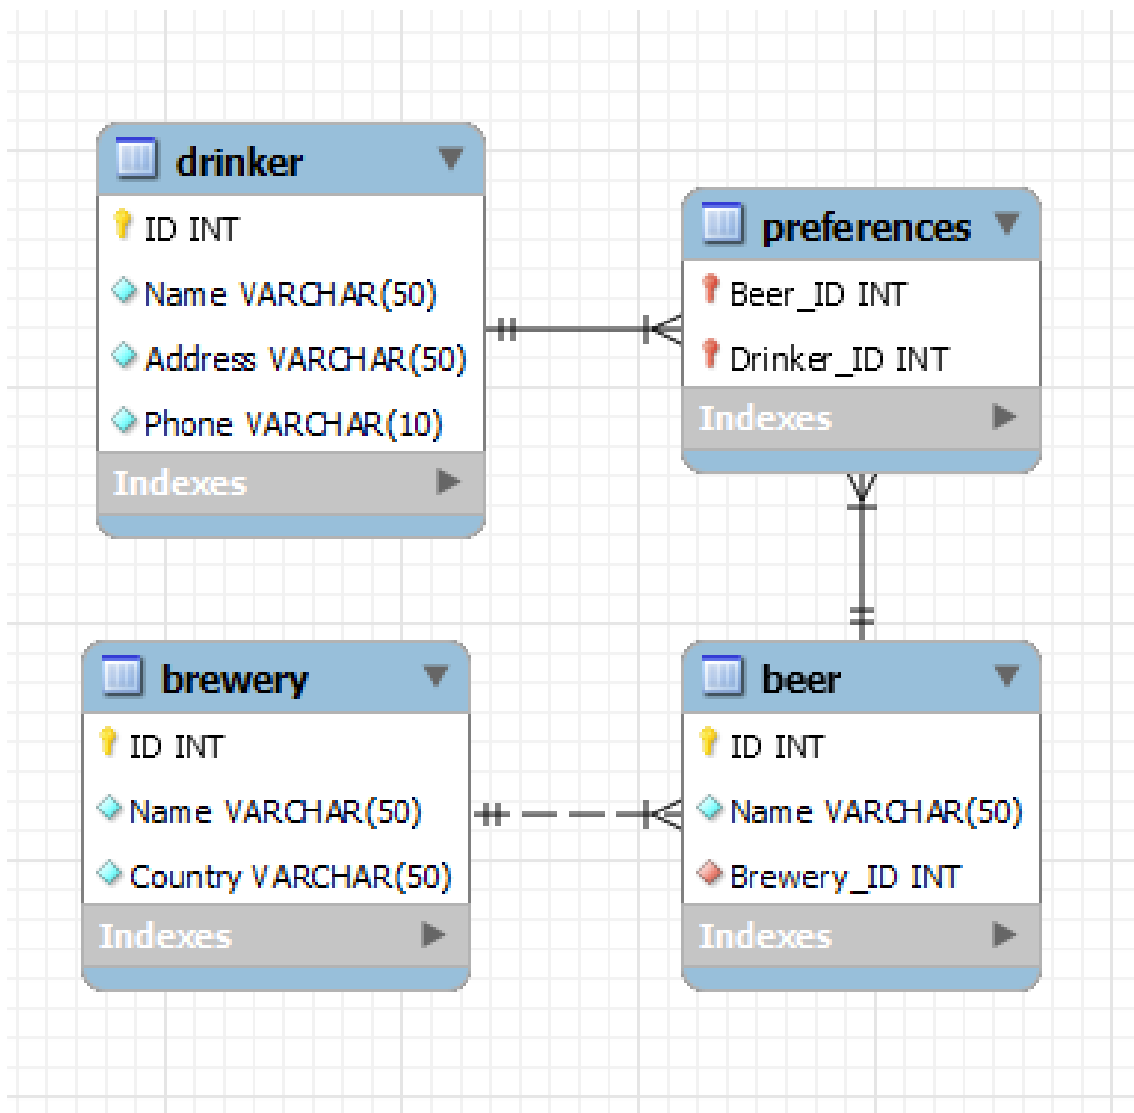 drinker
ID INT
Name VARCHAR(50)
Address VARCHAR(50)
Phone VARCHAR(10)
Indexes
preferences
Beer_ID INT
Drinker_ID INT
Indexes
brewery
ID INT
Name VARCHAR(50)
Country VARCHAR(50)
Indexes
beer
ID INT
Name VARCHAR(50)
Brewery_ID INT
Indexes